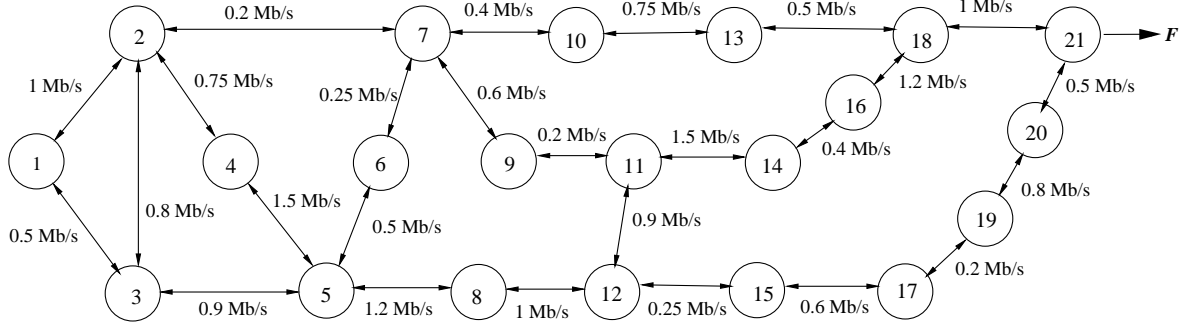 0.2 Mb/s
0.4 Mb/s
0.75 Mb/s
0.5 Mb/s
1 Mb/s
2
7
10
13
18
21
F
1 Mb/s
0.75 Mb/s
0.25 Mb/s
0.6 Mb/s
1.2 Mb/s
0.5 Mb/s
16
20
0.2 Mb/s
1.5 Mb/s
0.4 Mb/s
1
4
6
9
11
14
0.8 Mb/s
1.5 Mb/s
0.8 Mb/s
0.5 Mb/s
0.5 Mb/s
0.9 Mb/s
19
0.2 Mb/s
3
5
8
12
15
17
0.9 Mb/s
1.2 Mb/s
1 Mb/s
0.25 Mb/s
0.6 Mb/s